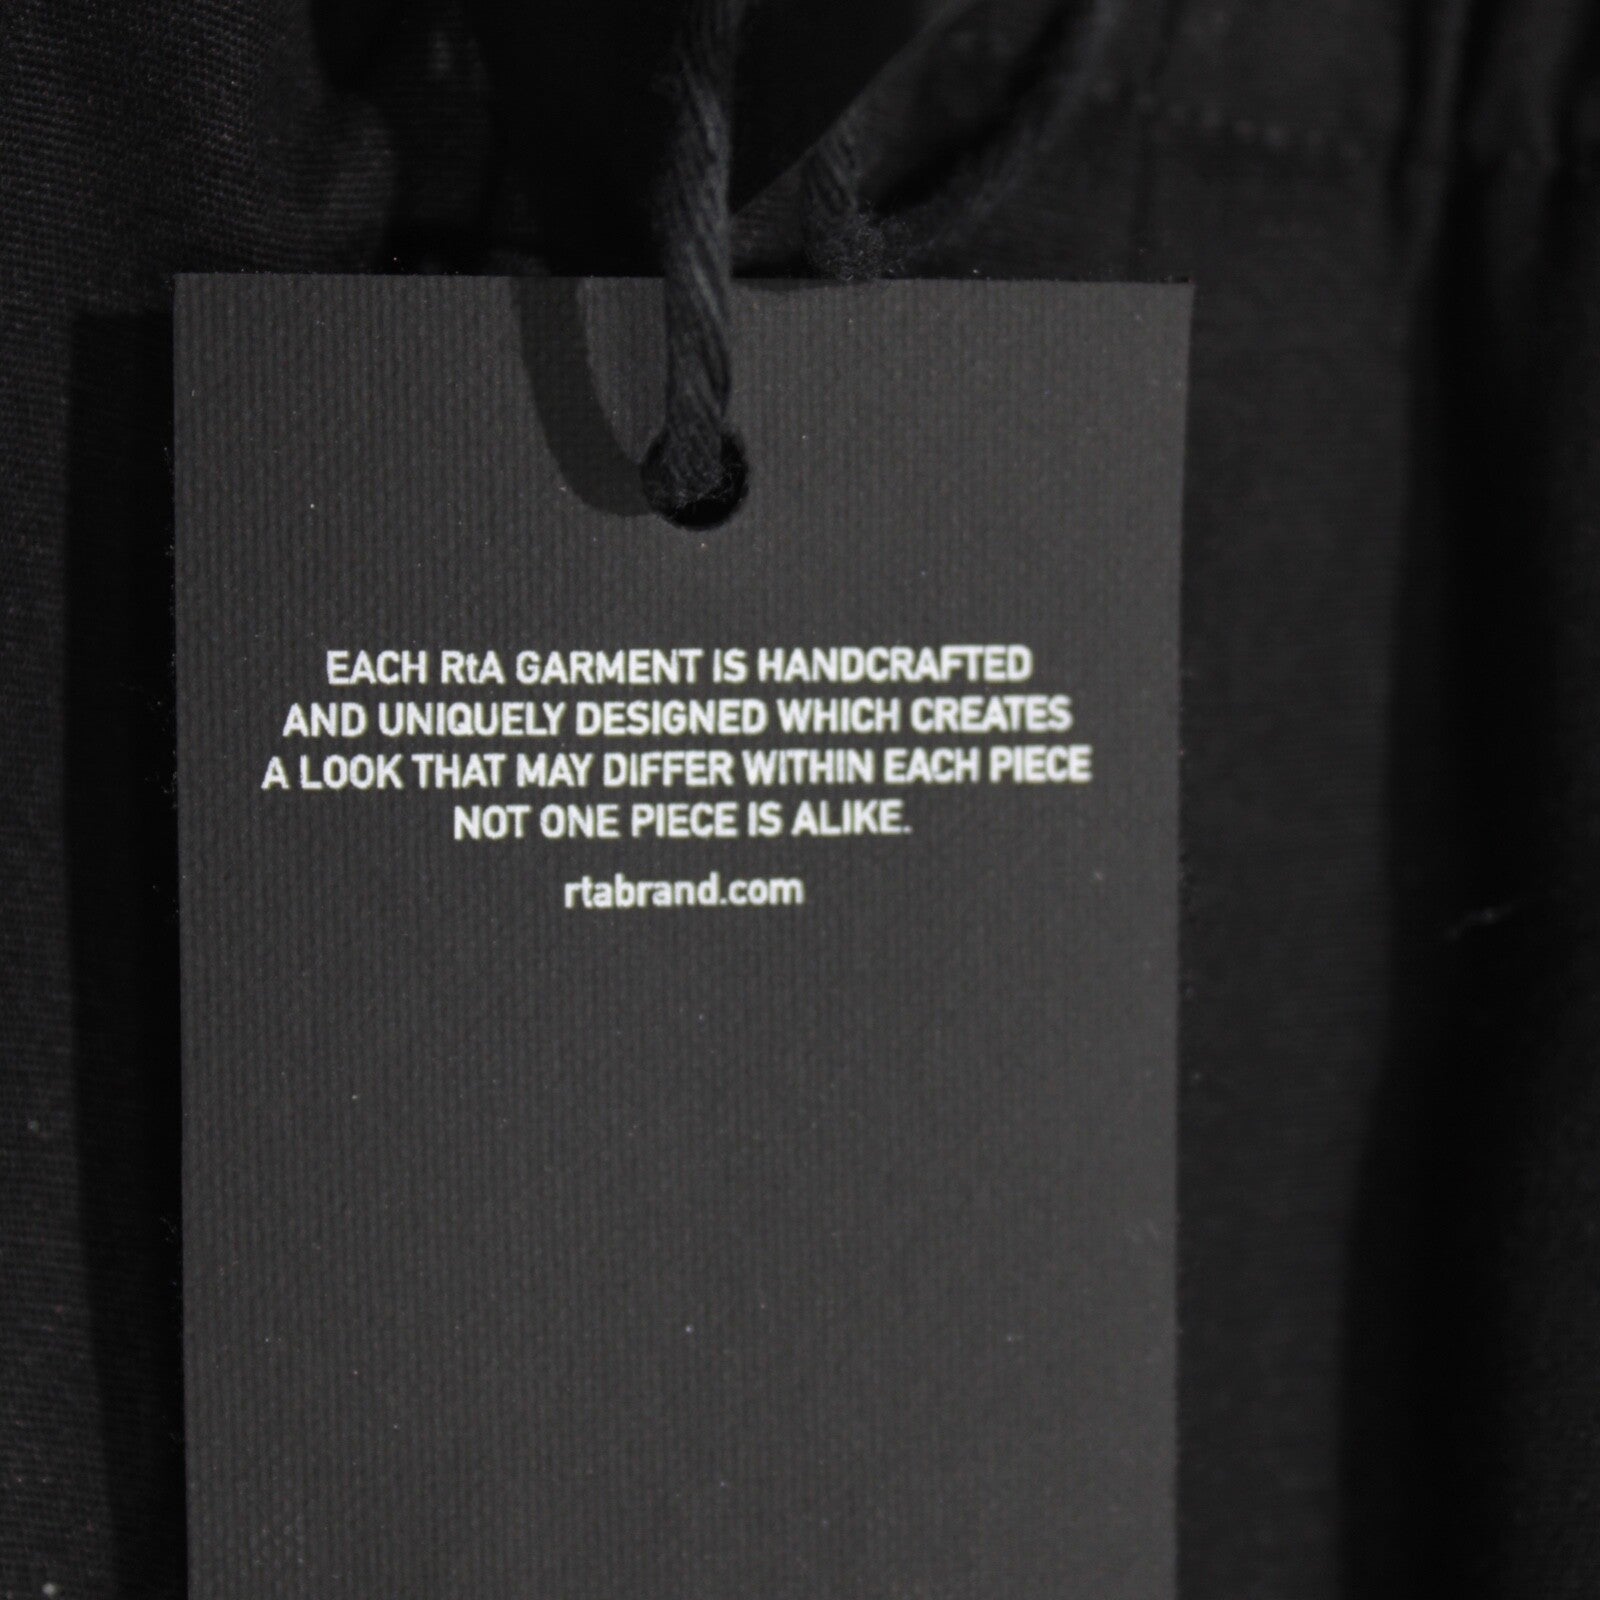 EACH RtA GARMENT IS HANDCRAFTED
AND UNIQUELY DESIGNED WHICH CREATES
A LOOK THAT MAY DIFFER WITHIN EACH PIECE
NOT ONE PIECE IS ALIKE.
rtabrand.com